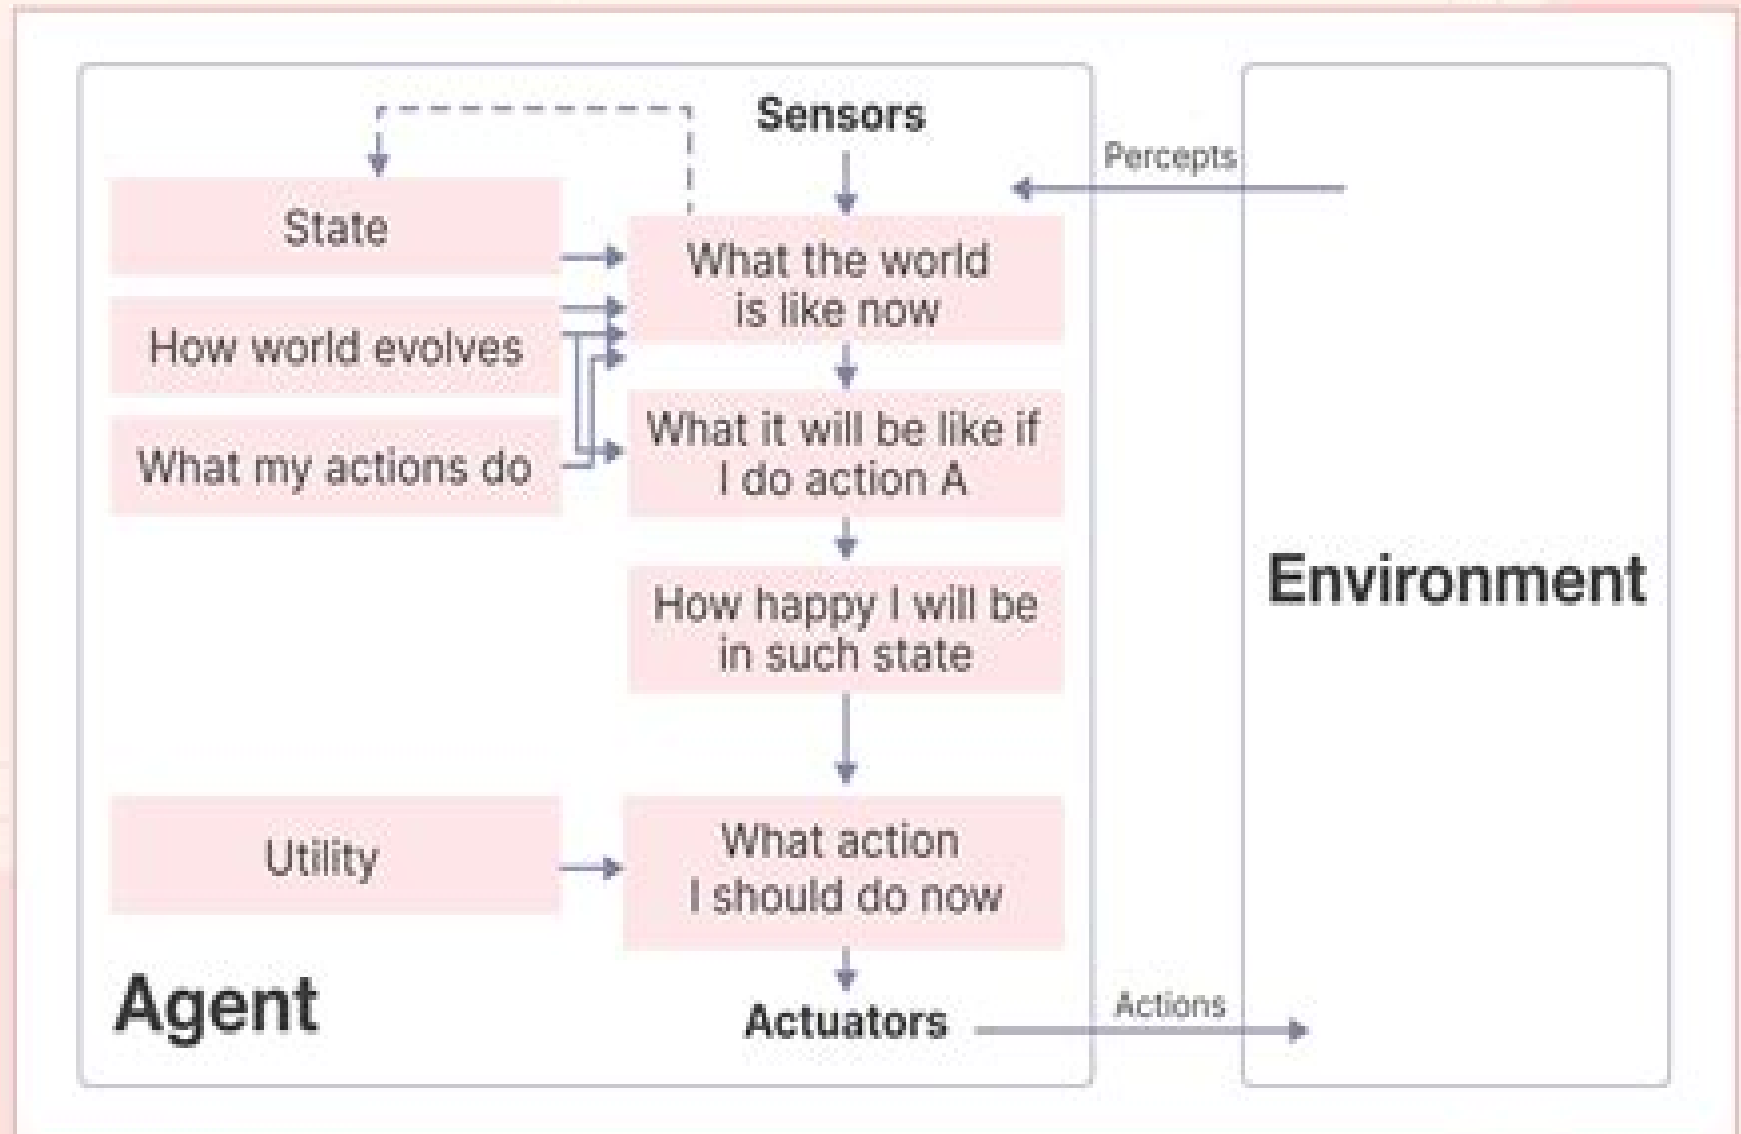 Sensors
Percepts
State
What the world
is like now
How world evolves
What it will be like if
I do action A
What my actions do
How happy I will be
in such state
Environment
Utility
What action
I should do now
Agent
Actuators
Actions